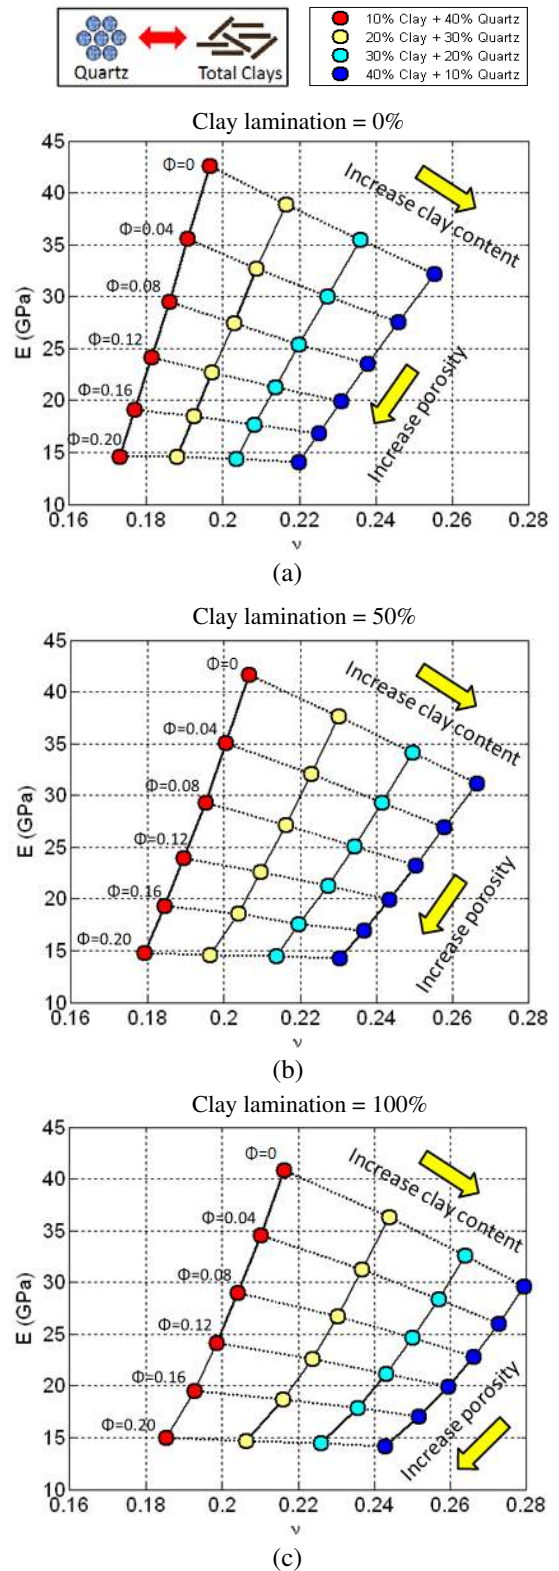 Quartz
Total Clays
10% Clay + 40% Quartz
20% Clay + 30% Quartz
30% Clay + 20% Quartz
40% Clay + 10% Quartz
Clay lamination = 0%
45
40
35
30
25
20
15
10
E (GPa)
Φ=0
Φ=0.04
Φ=0.08
Φ=0.12
Φ=0.16
Φ=0.20
Increase clay content
Increase porosity
0.16 0.18 0.2 0.22 0.24 0.26 0.28
ν
(a)
Clay lamination = 50%
45
40
35
30
25
20
15
10
E (GPa)
Φ=0
Φ=0.04
Φ=0.08
Φ=0.12
Φ=0.16
Φ=0.20
Increase clay content
Increase porosity
0.16 0.18 0.2 0.22 0.24 0.26 0.28
ν
(b)
Clay lamination = 100%
45
40
35
30
25
20
15
10
E (GPa)
Φ=0
Φ=0.04
Φ=0.08
Φ=0.12
Φ=0.16
Φ=0.20
Increase clay content
Increase porosity
0.16 0.18 0.2 0.22 0.24 0.26 0.28
ν
(c)